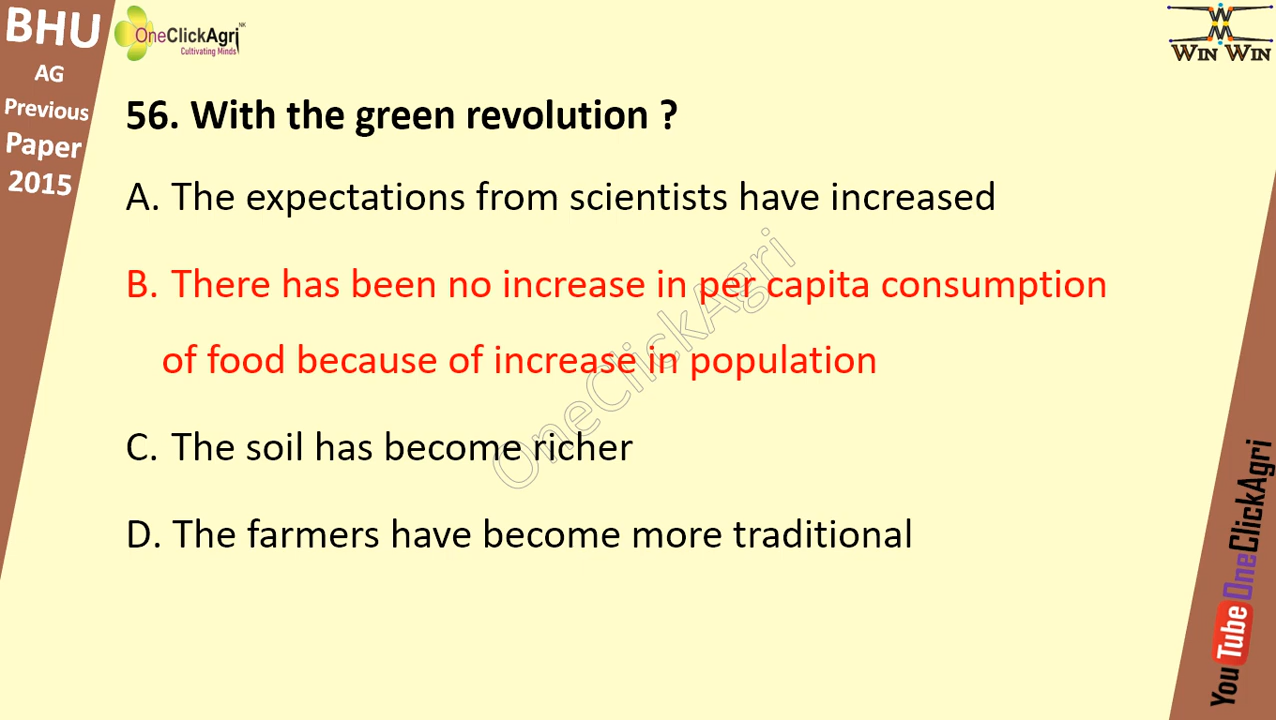 BHU
AG
Previous
Paper
2015
OneClickAgri NK
Cultivating Minds
WIN WIN
56. With the green revolution ?
A. The expectations from scientists have increased
B. There has been no increase in per capita consumption
of food because of increase in population
C. The soil has become richer
D. The farmers have become more traditional
OneClickAgri
YouTube OneClickAgri